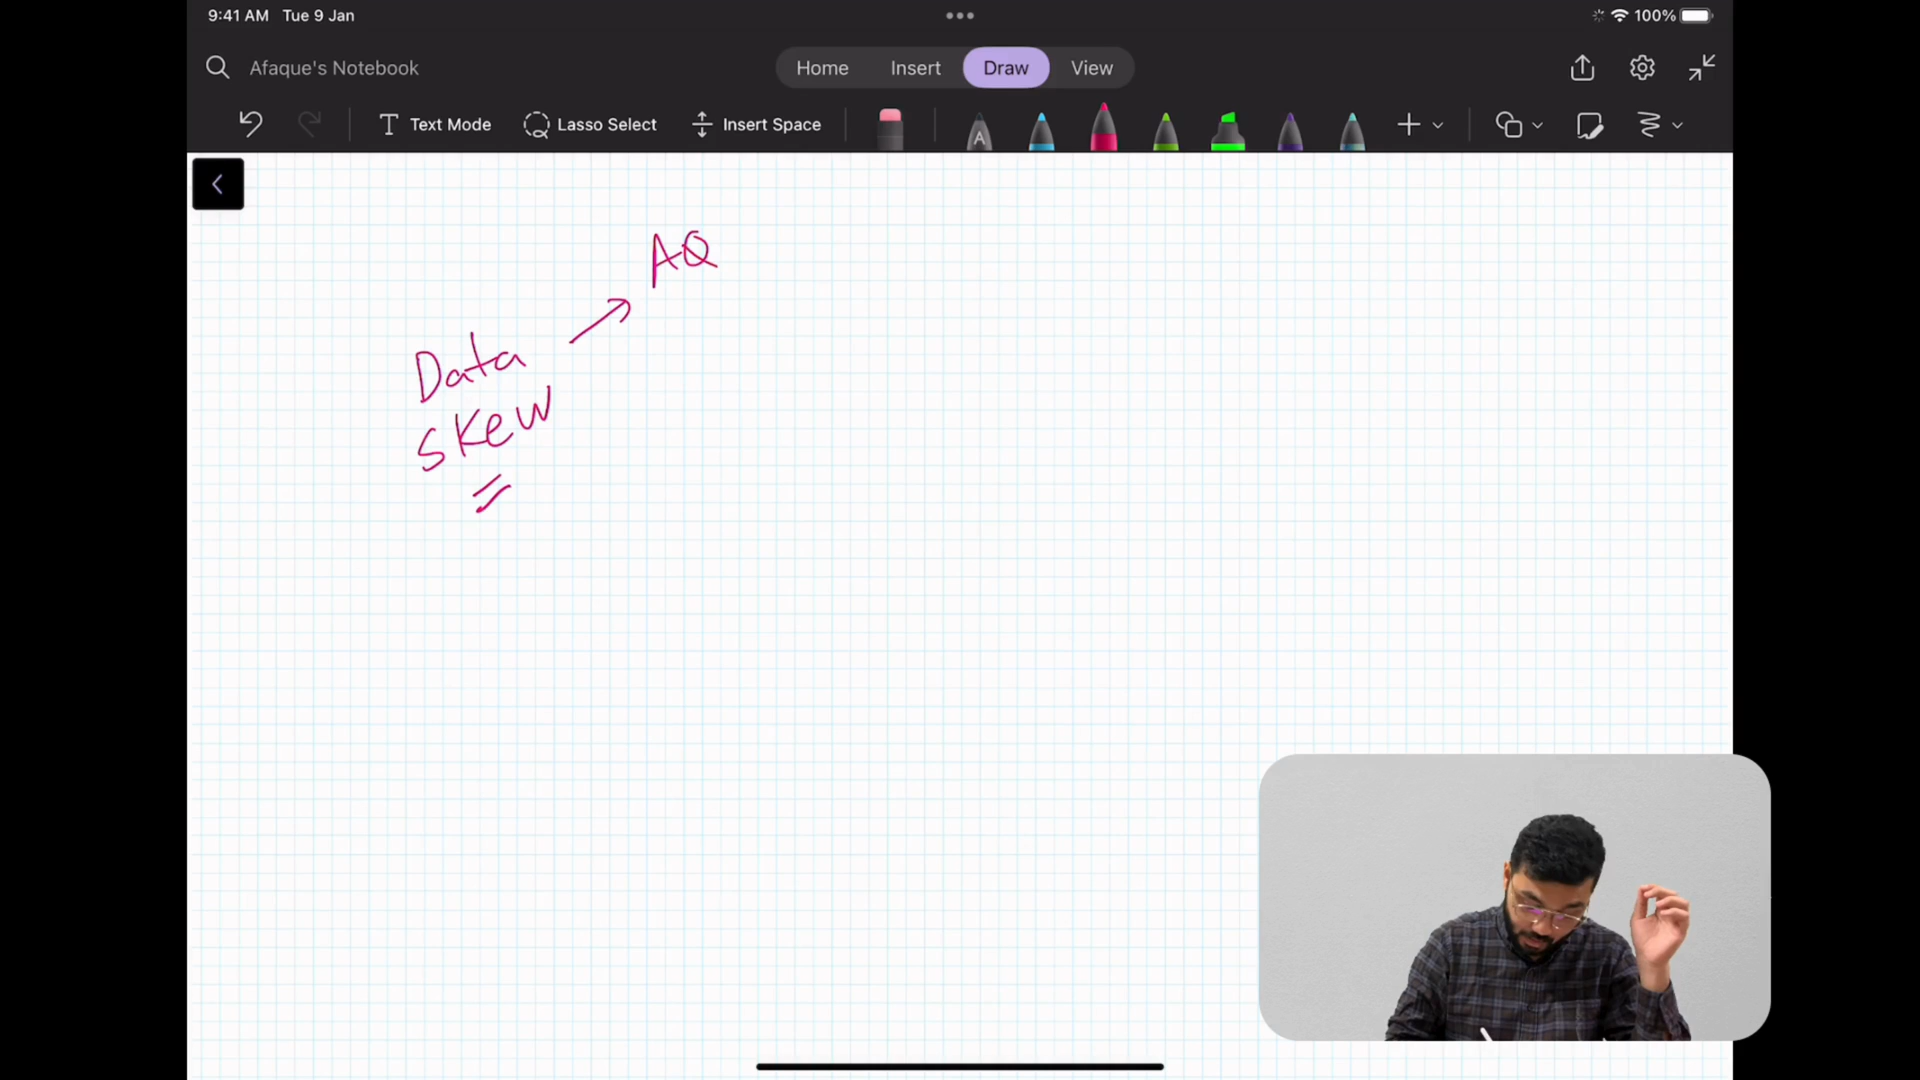 9:41 AM Tue 9 Jan
100%
Afaque's Notebook
Home Insert Draw View
Text Mode Lasso Select Insert Space
A
AQ
Data
skew